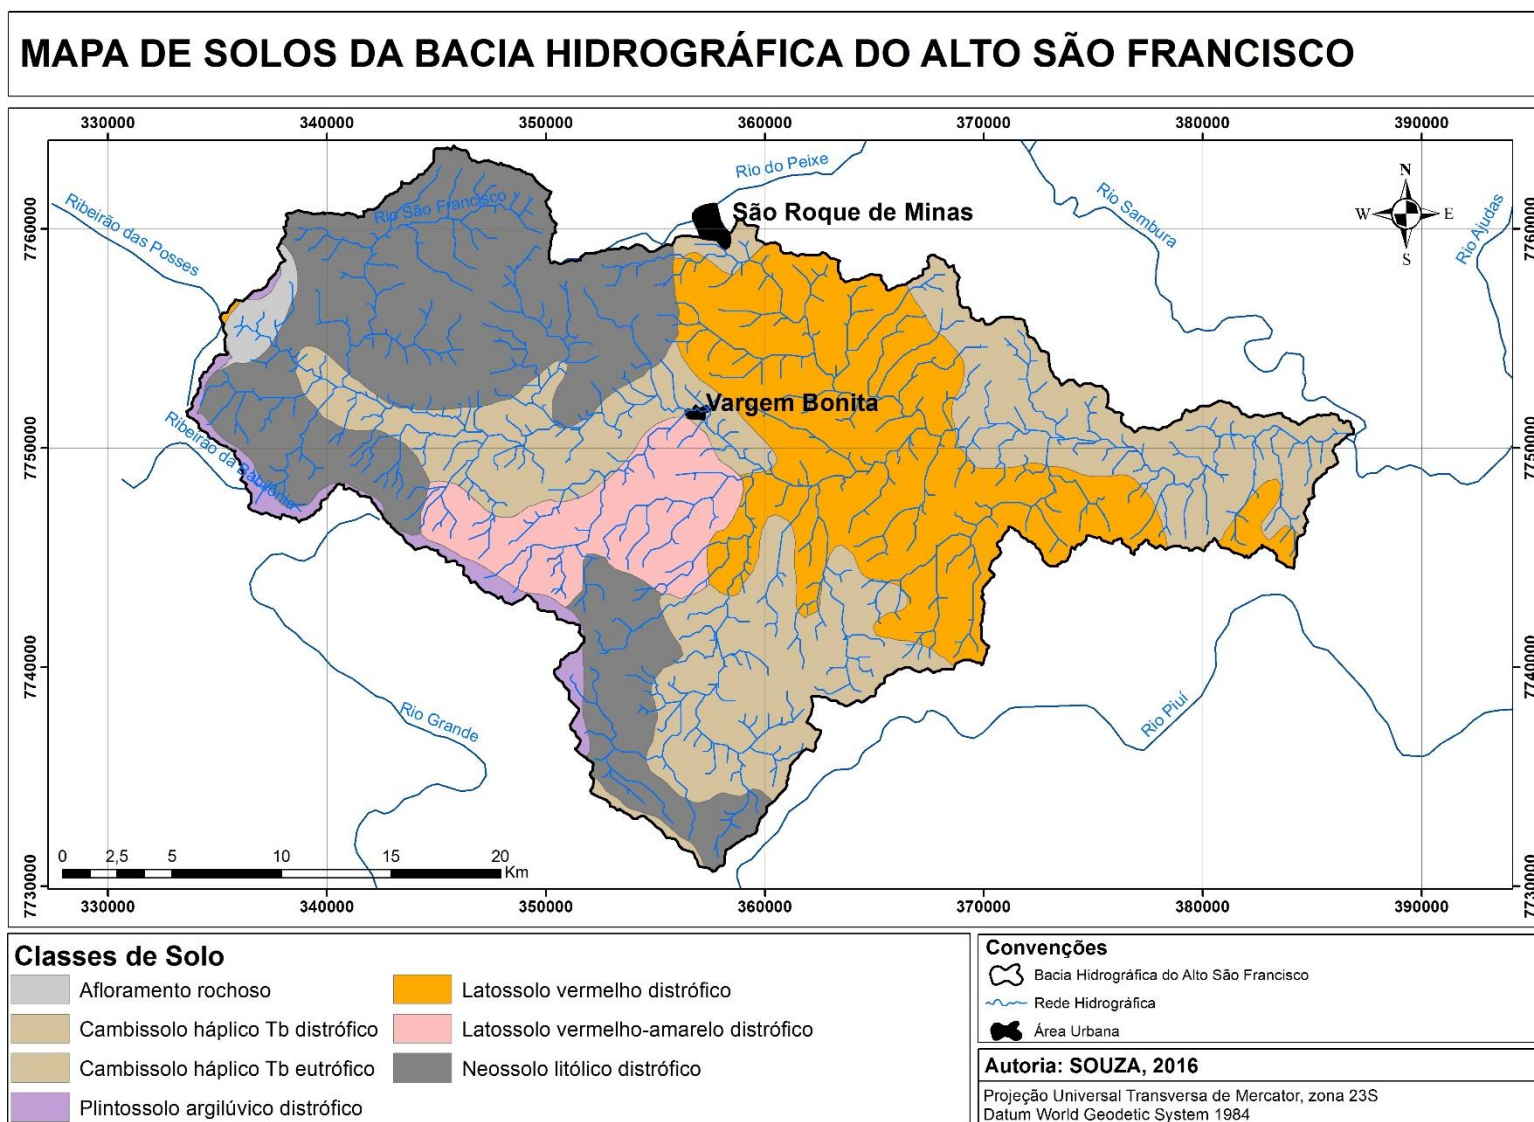 MAPA DE SOLOS DA BACIA HIDROGRÁFICA DO ALTO SÃO FRANCISCO
330000 340000 350000 360000 370000 380000 390000
7760000 7760000
7750000 7750000
7740000 7740000
7730000 7730000
Rio do Peixe
Ribeirão das Posses
Rio São Francisco
São Roque de Minas
Rio Sambura
Rio Ajudas
N
W E
S
Vargem Bonita
Ribeirão da Babilônia
Rio Grande
Rio Piuí
0 2,5 5 10 15 20
Km
330000 340000 350000 360000 370000 380000 390000
Classes de Solo
Afloramento rochoso
Cambissolo háplico Tb distrófico
Cambissolo háplico Tb eutrófico
Plintossolo argilúvico distrófico
Latossolo vermelho distrófico
Latossolo vermelho-amarelo distrófico
Neossolo litólico distrófico
Convenções
Bacia Hidrográfica do Alto São Francisco
Rede Hidrográfica
Área Urbana
Autoria: SOUZA, 2016
Projeção Universal Transversa de Mercator, zona 23S
Datum World Geodetic System 1984